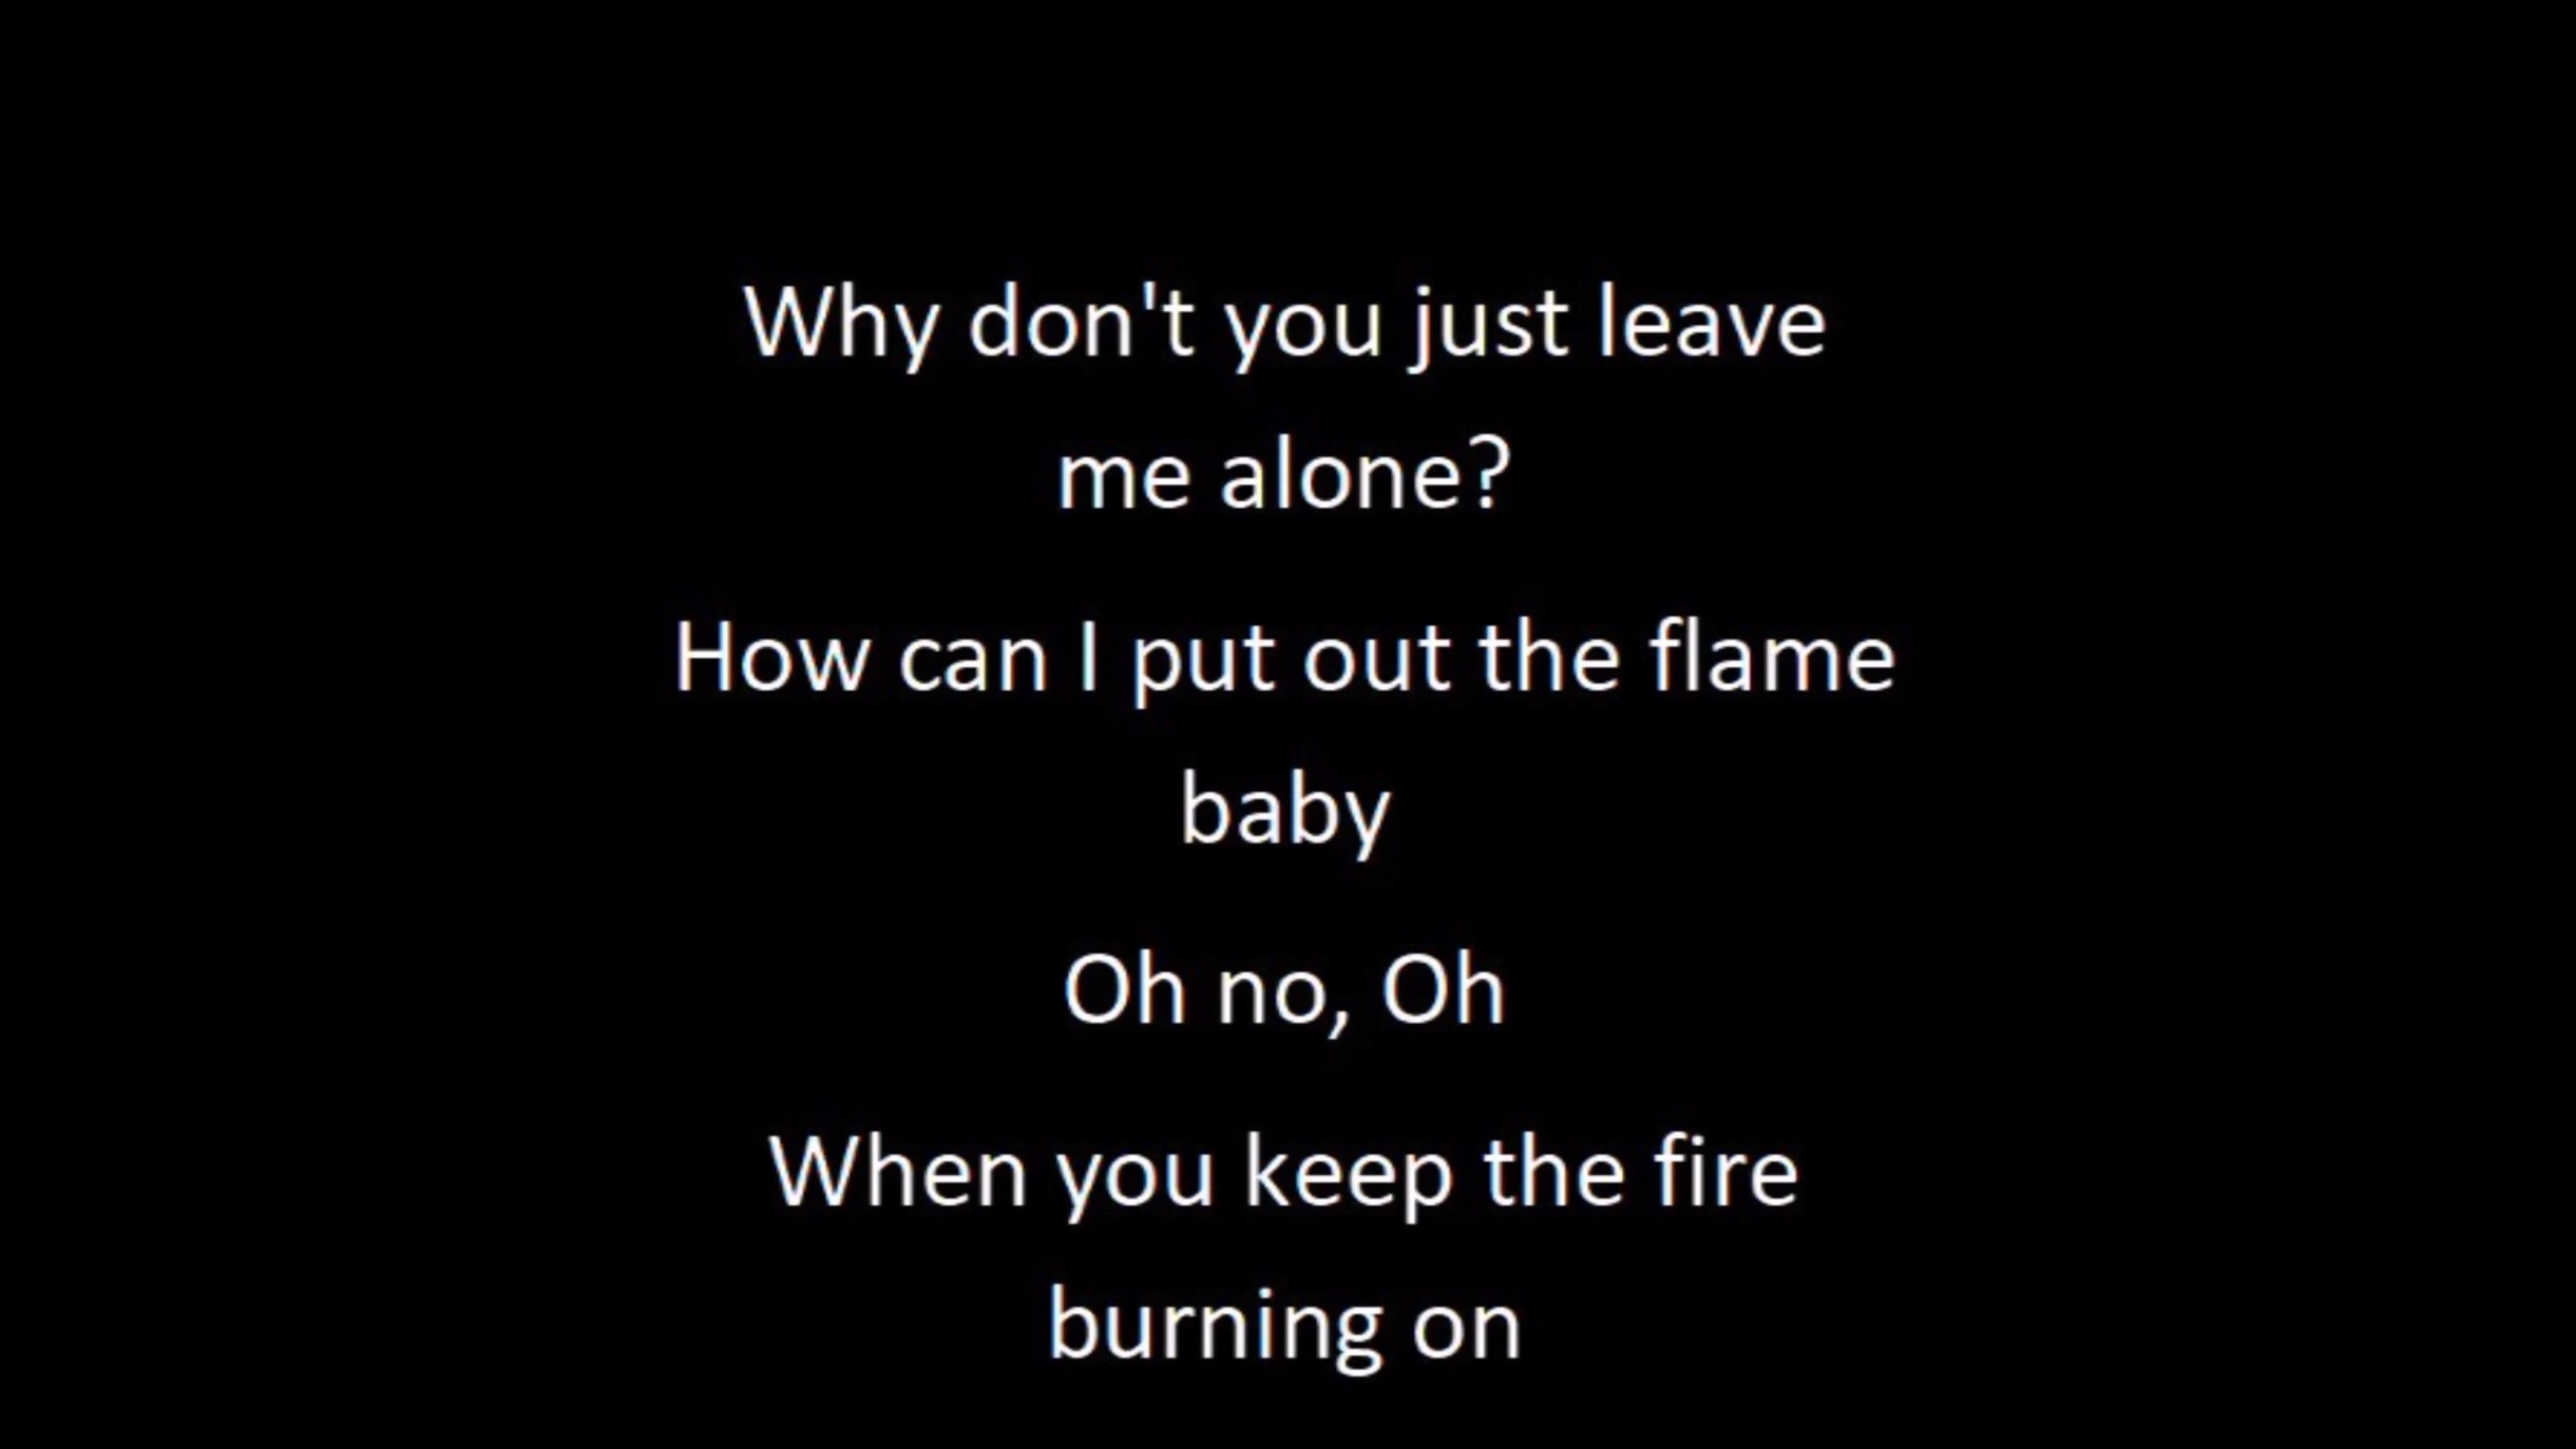 Why don't you just leave
me alone?
How can I put out the flame
baby
Oh no, Oh
When you keep the fire
burning on